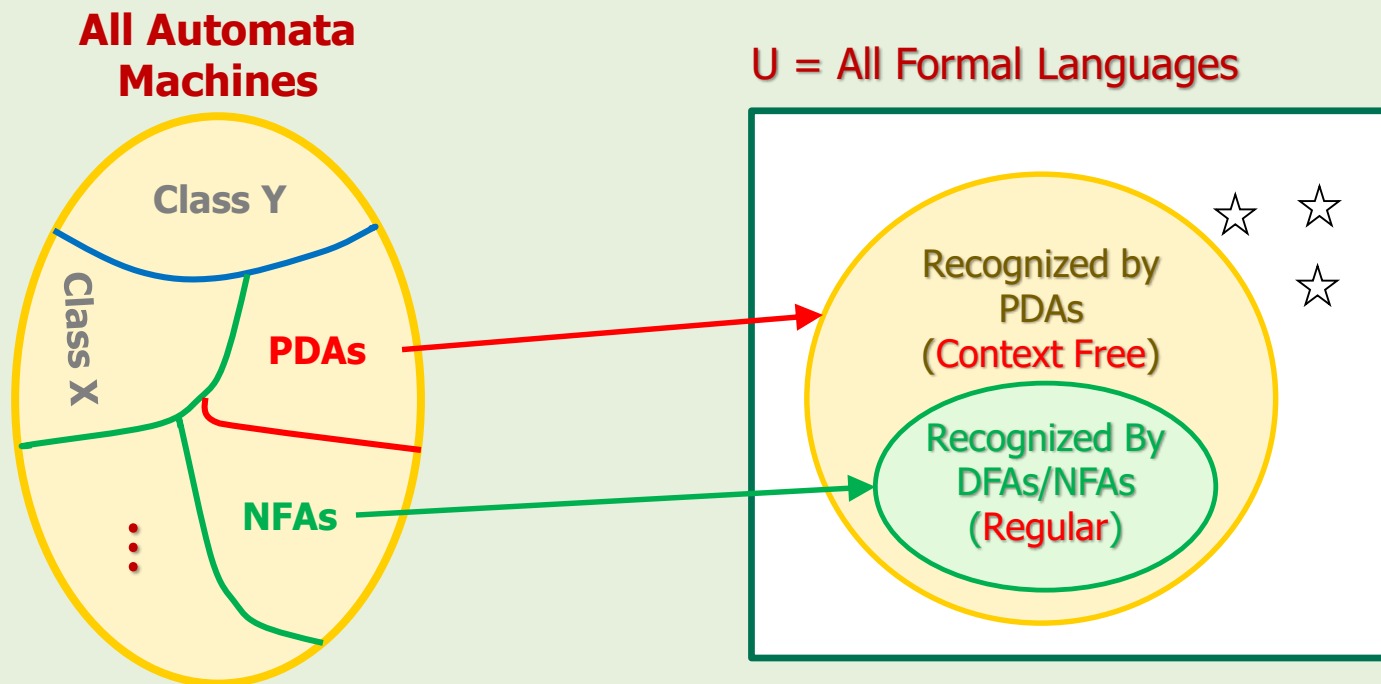 All Automata
Machines
U = All Formal Languages
Class Y
Class X
PDAs
NFAs
⋮
Recognized by
PDAs
(Context Free)
Recognized By
DFAs/NFAs
(Regular)